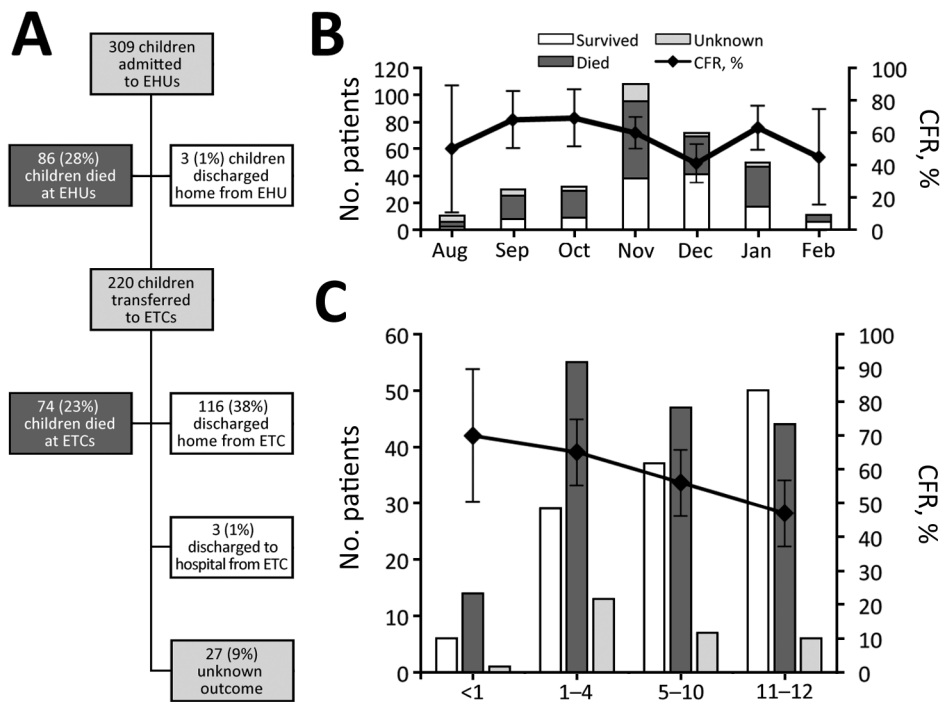 A
309 children
admitted
to EHUs
86 (28%)
children died
at EHUs
3 (1%) children
discharged
home from EHU
220 children
transferred
to ETCs
74 (23%)
children died
at ETCs
116 (38%)
discharged
home from ETC
3 (1%)
discharged to
hospital from ETC
27 (9%)
unknown
outcome
B
Survived
Unknown
Died
CFR, %
No. patients
120
100
80
60
40
20
0
Aug Sep Oct Nov Dec Jan Feb
100
80
60
40
20
0
CFR, %
C
No. patients
60
50
40
30
20
10
0
<1 1–4 5–10 11–12
100
90
80
70
60
50
40
30
20
10
0
CFR, %